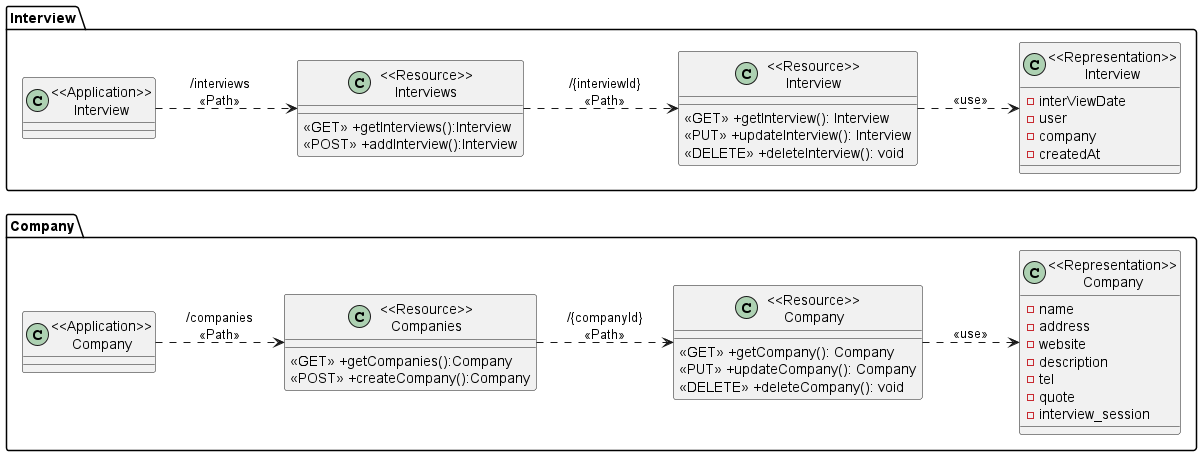 Interview
C
<<Application>>
Interview
/interviews
«Path»
C
<<Resource>>
Interviews
«GET» +getInterviews():Interview
«POST» +addInterview():Interview
/{interviewId}
«Path»
C
<<Resource>>
Interview
«GET» +getInterview(): Interview
«PUT» +updateInterview(): Interview
«DELETE» +deleteInterview(): void
«use»
C
<<Representation>>
Interview
interViewDate
user
company
createdAt
Company
C
<<Application>>
Company
/companies
«Path»
C
<<Resource>>
Companies
«GET» +getCompanies():Company
«POST» +createCompany():Company
/{companyId}
«Path»
C
<<Resource>>
Company
«GET» +getCompany(): Company
«PUT» +updateCompany(): Company
«DELETE» +deleteCompany(): void
«use»
C
<<Representation>>
Company
name
address
website
description
tel
quote
interview_session